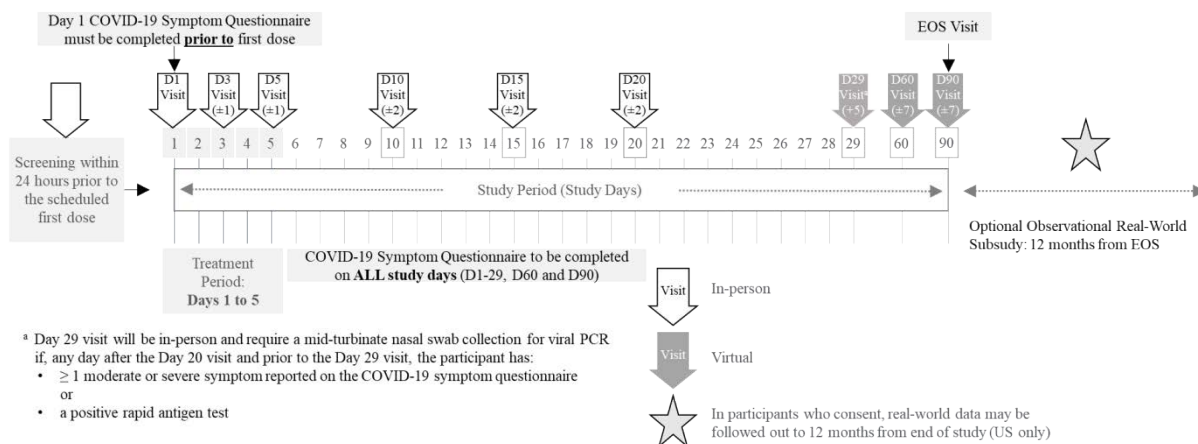 Day 1 COVID-19 Symptom Questionnaire
must be completed prior to first dose
EOS Visit
D1
Visit
D3
Visit
(±1)
D5
Visit
(±1)
D10
Visit
(±2)
D15
Visit
(±2)
D20
Visit
(±2)
D29
Visitᵃ
(+5)
D60
Visit
(±7)
D90
Visit
(±7)
1 2 3 4 5 6 7 8 9 10 11 12 13 14 15 16 17 18 19 20 21 22 23 24 25 26 27 28 29 60 90
Screening within
24 hours prior to
the scheduled
first dose
Study Period (Study Days)
Optional Observational Real-World
Subsudy: 12 months from EOS
Treatment
Period:
Days 1 to 5
COVID-19 Symptom Questionnaire to be completed
on ALL study days (D1-29, D60 and D90)
Visit
In-person
Visit
Virtual
In participants who consent, real-world data may be
followed out to 12 months from end of study (US only)
ᵃ Day 29 visit will be in-person and require a mid-turbinate nasal swab collection for viral PCR
if, any day after the Day 20 visit and prior to the Day 29 visit, the participant has:
• ≥ 1 moderate or severe symptom reported on the COVID-19 symptom questionnaire
or
• a positive rapid antigen test